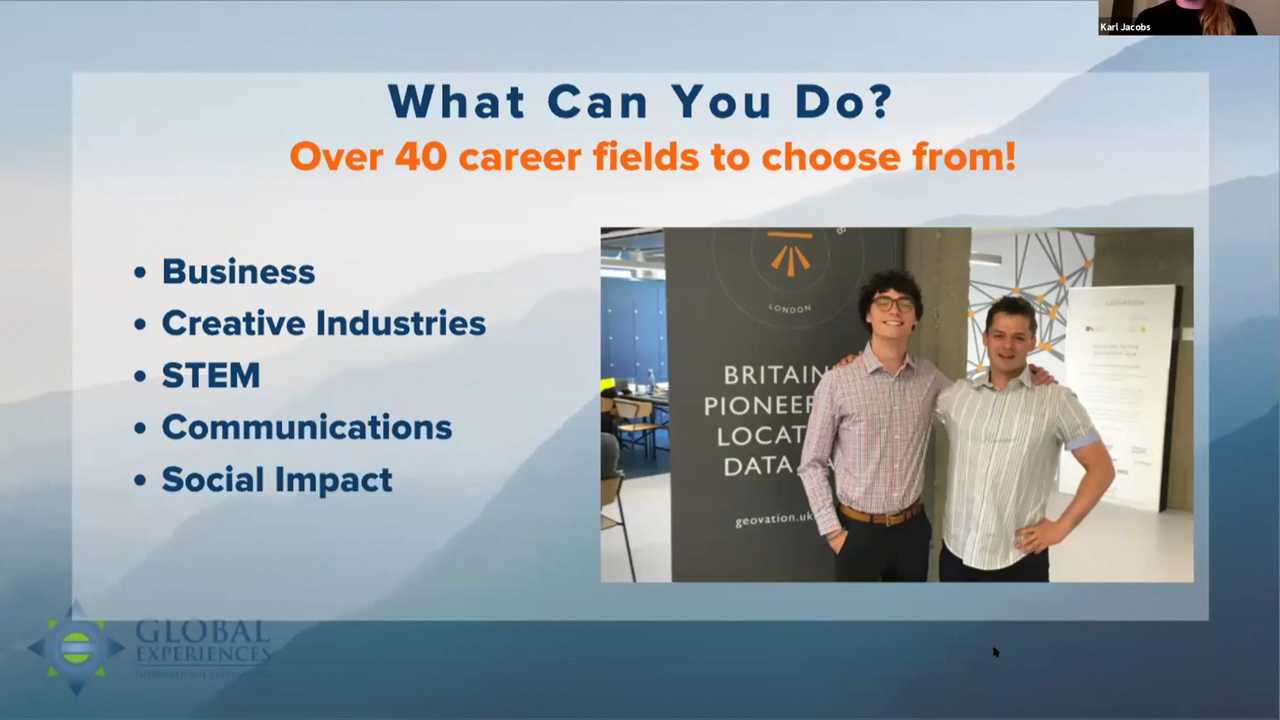 Karl Jacobs
What Can You Do?
Over 40 career fields to choose from!
• Business
• Creative Industries
• STEM
• Communications
• Social Impact
LONDON
BRITAIN
PIONEER
LOCAT
DATA
geovation.uk
GLOBAL
EXPERIENCES